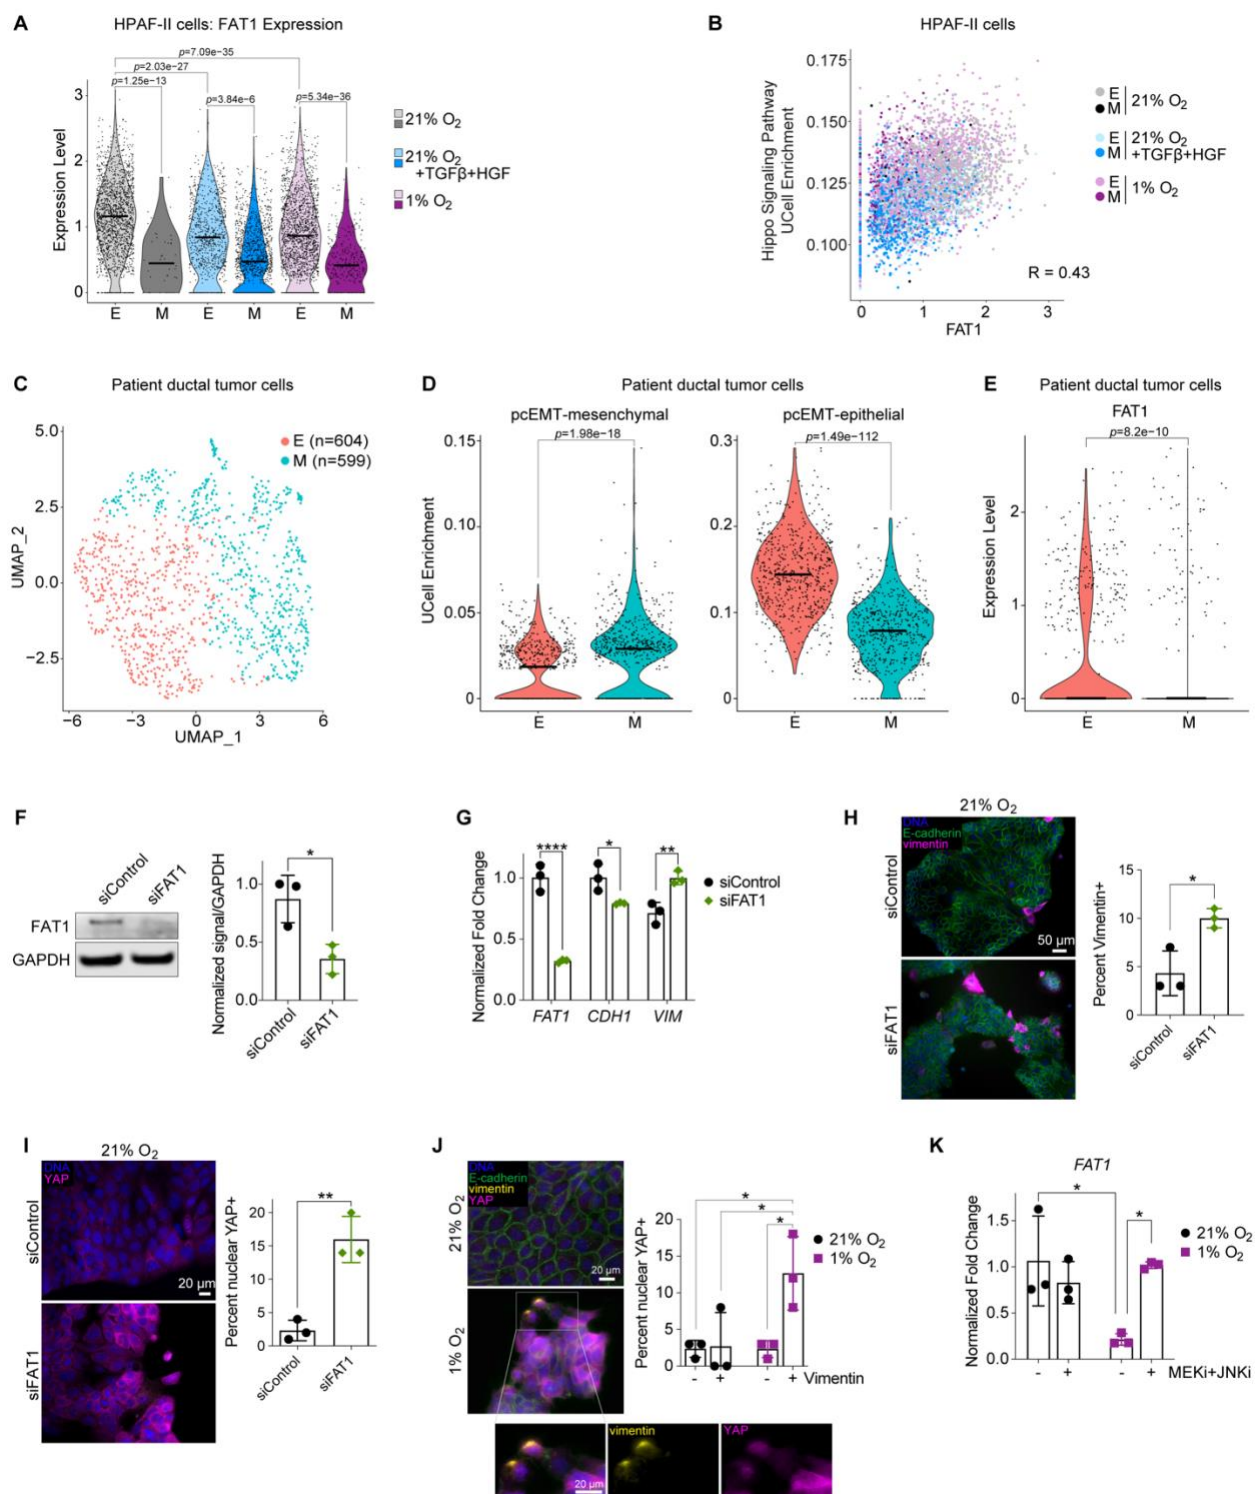 A
HPAF-II cells: FAT1 Expression
p=7.09e−35
p=2.03e−27
p=1.25e−13
p=3.84e−6
p=5.34e−36
Expression Level
3
2
1
0
E M E M E M
21% O2
21% O2
+TGFβ+HGF
1% O2
B
HPAF-II cells
Hippo Signaling Pathway
UCell Enrichment
0.175
0.150
0.125
0.100
R = 0.43
0 1 2 3
FAT1
E
M
21% O2
E
M
21% O2
+TGFβ+HGF
E
M
1% O2
C
Patient ductal tumor cells
E (n=604)
M (n=599)
UMAP_2
5.0
2.5
0.0
−2.5
−6 −3 0 3 6
UMAP_1
D
Patient ductal tumor cells
pcEMT-mesenchymal
p=1.98e−18
UCell Enrichment
0.15
0.10
0.05
0
E M
pcEMT-epithelial
p=1.49e−112
0.3
0.2
0.1
0
E M
E
Patient ductal tumor cells
FAT1
p=8.2e−10
Expression Level
2
1
0
E M
F
siControl
siFAT1
FAT1
GAPDH
Normalized signal/GAPDH
*
1.0
0.5
0.0
siControl
siFAT1
G
Normalized Fold Change
**** * **
1.0
0.5
0.0
FAT1 CDH1 VIM
siControl
siFAT1
H
21% O2
DNA
E-cadherin
vimentin
siControl
50 µm
siFAT1
Percent Vimentin+
*
15
10
5
0
siControl
siFAT1
I
21% O2
DNA
YAP
siControl
20 µm
siFAT1
Percent nuclear YAP+
**
20
15
10
5
0
siControl
siFAT1
J
DNA
E-cadherin
vimentin
YAP
21% O2
20 µm
1% O2
vimentin
YAP
20 µm
Percent nuclear YAP+
*
*
*
20
15
10
5
0
- + - + Vimentin
21% O2
1% O2
K
FAT1
Normalized Fold Change
*
*
1.5
1.0
0.5
0.0
- + - + MEKi+JNKi
21% O2
1% O2